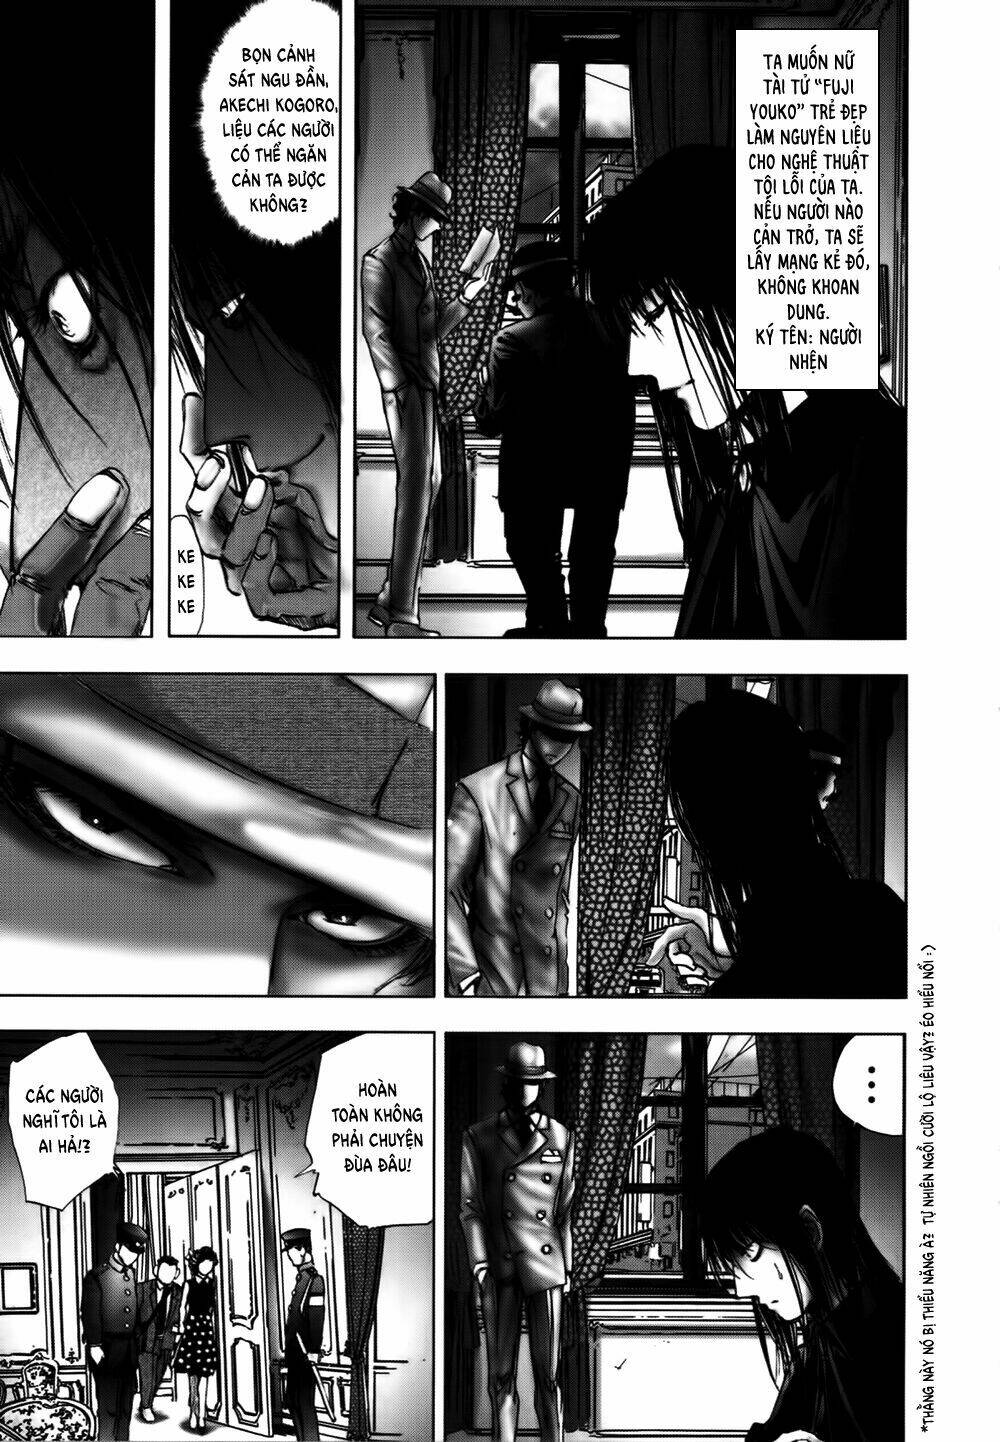 TA MUỐN NỮ
TÀI TỬ "FUJI
YOUKO" TRẺ ĐẸP
LÀM NGUYÊN LIỆU
CHO NGHỆ THUẬT
TỘI LỖI CỦA TA.
NẾU NGƯỜI NÀO
CẢN TRỞ, TA SẼ
LẤY MẠNG KẺ ĐÓ,
KHÔNG KHOAN
DUNG.
KÝ TÊN: NGƯỜI
NHỆN
BỌN CẢNH
SÁT NGU ĐẦN,
AKECHI KOGORO,
LIỆU CÁC NGƯỜI
CÓ THỂ NGĂN
CẢN TA ĐƯỢC
KHÔNG?
KE
KE
KE
...
HOÀN
TOÀN KHÔNG
PHẢI CHUYỆN
ĐÙA ĐÂU!
CÁC NGƯỜI
NGHĨ TÔI LÀ
AI HẢ!?
*THẰNG NÀY NÓ BỊ THIỂU NĂNG À? TỰ NHIÊN NGỒI CƯỜI LỘ LIỄU VẬY? ÉO HIỂU NỔI :)